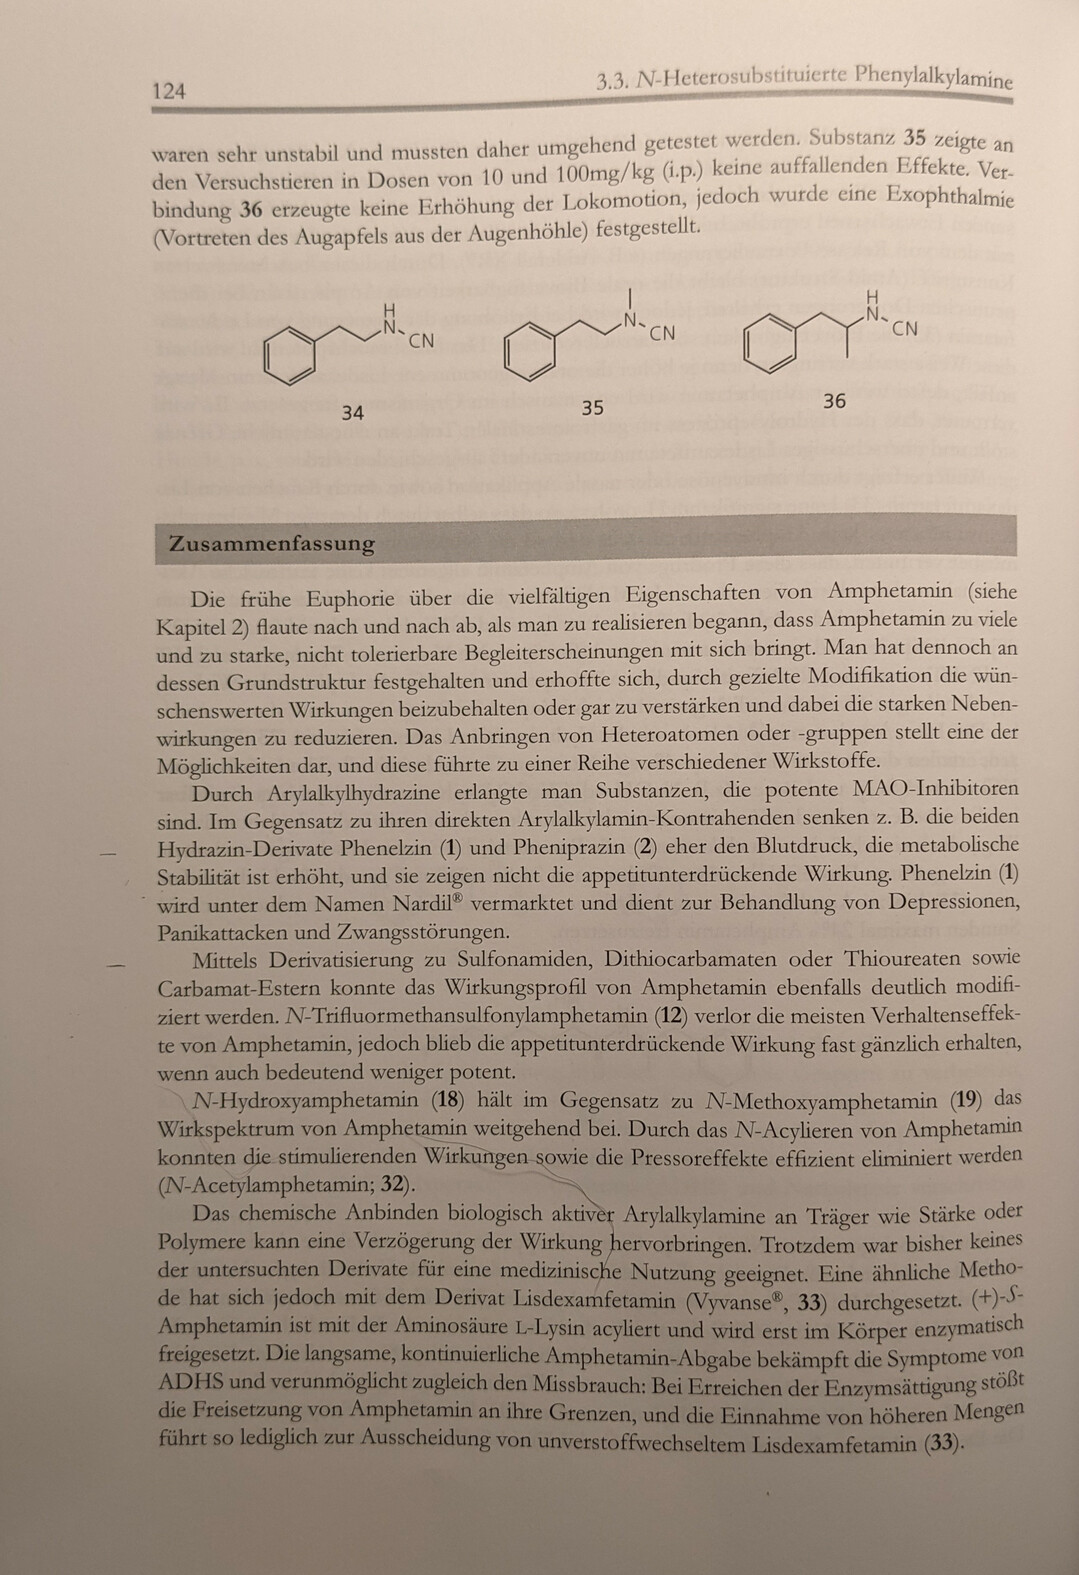 124
3.3. N-Heterosubstituierte Phenylalkylamine
waren sehr unstabil und mussten daher umgehend getestet werden. Substanz 35 zeigte an
den Versuchstieren in Dosen von 10 und 100mg/kg (i.p.) keine auffallenden Effekte. Ver-
bindung 36 erzeugte keine Erhöhung der Lokomotion, jedoch wurde eine Exophthalmie
(Vortreten des Augapfels aus der Augenhöhle) festgestellt.
H
N
CN
34
N
CN
35
H
N
CN
36
Zusammenfassung
Die frühe Euphorie über die vielfältigen Eigenschaften von Amphetamin (siehe
Kapitel 2) flaute nach und nach ab, als man zu realisieren begann, dass Amphetamin zu viele
und zu starke, nicht tolerierbare Begleiterscheinungen mit sich bringt. Man hat dennoch an
dessen Grundstruktur festgehalten und erhoffte sich, durch gezielte Modifikation die wün-
schenswerten Wirkungen beizubehalten oder gar zu verstärken und dabei die starken Neben-
wirkungen zu reduzieren. Das Anbringen von Heteroatomen oder -gruppen stellt eine der
Möglichkeiten dar, und diese führte zu einer Reihe verschiedener Wirkstoffe.
Durch Arylalkylhydrazine erlangte man Substanzen, die potente MAO-Inhibitoren
sind. Im Gegensatz zu ihren direkten Arylalkylamin-Kontrahenden senken z. B. die beiden
Hydrazin-Derivate Phenelzin (1) und Pheniprazin (2) eher den Blutdruck, die metabolische
Stabilität ist erhöht, und sie zeigen nicht die appetitunterdrückende Wirkung. Phenelzin (1)
wird unter dem Namen Nardil® vermarktet und dient zur Behandlung von Depressionen,
Panikattacken und Zwangsstörungen.
Mittels Derivatisierung zu Sulfonamiden, Dithiocarbamaten oder Thioureaten sowie
Carbamat-Estern konnte das Wirkungsprofil von Amphetamin ebenfalls deutlich modifi-
ziert werden. N-Trifluormethansulfonylamphetamin (12) verlor die meisten Verhaltenseffek-
te von Amphetamin, jedoch blieb die appetitunterdrückende Wirkung fast gänzlich erhalten,
wenn auch bedeutend weniger potent.
N-Hydroxyamphetamin (18) hält im Gegensatz zu N-Methoxyamphetamin (19) das
Wirkspektrum von Amphetamin weitgehend bei. Durch das N-Acylieren von Amphetamin
konnten die stimulierenden Wirkungen sowie die Pressoreffekte effizient eliminiert werden
(N-Acetylamphetamin; 32).
Das chemische Anbinden biologisch aktiver Arylalkylamine an Träger wie Stärke oder
Polymere kann eine Verzögerung der Wirkung hervorbringen. Trotzdem war bisher keines
der untersuchten Derivate für eine medizinische Nutzung geeignet. Eine ähnliche Metho-
de hat sich jedoch mit dem Derivat Lisdexamfetamin (Vyvanse®, 33) durchgesetzt. (+)-S-
Amphetamin ist mit der Aminosäure L-Lysin acyliert und wird erst im Körper enzymatisch
freigesetzt. Die langsame, kontinuierliche Amphetamin-Abgabe bekämpft die Symptome von
ADHS und verunmöglicht zugleich den Missbrauch: Bei Erreichen der Enzymsättigung stößt
die Freisetzung von Amphetamin an ihre Grenzen, und die Einnahme von höheren Mengen
führt so lediglich zur Ausscheidung von unverstoffwechseltem Lisdexamfetamin (33).